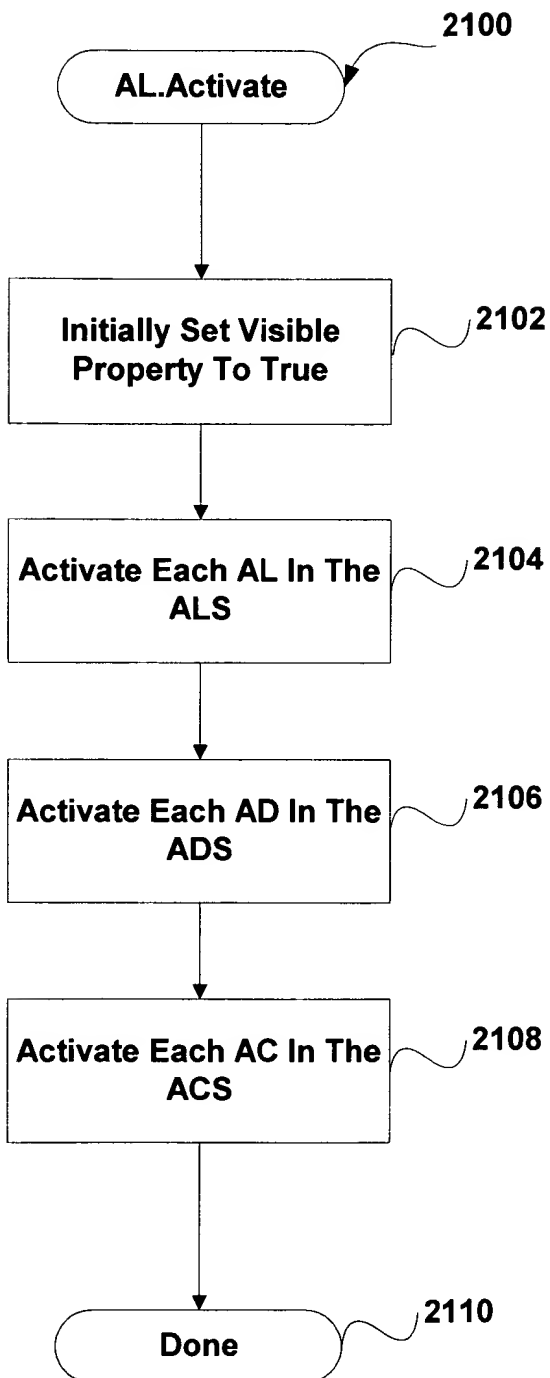 2100
AL.Activate
Initially Set Visible
Property To True
2102
Activate Each AL In The
ALS
2104
Activate Each AD In The
ADS
2106
Activate Each AC In The
ACS
2108
Done
2110